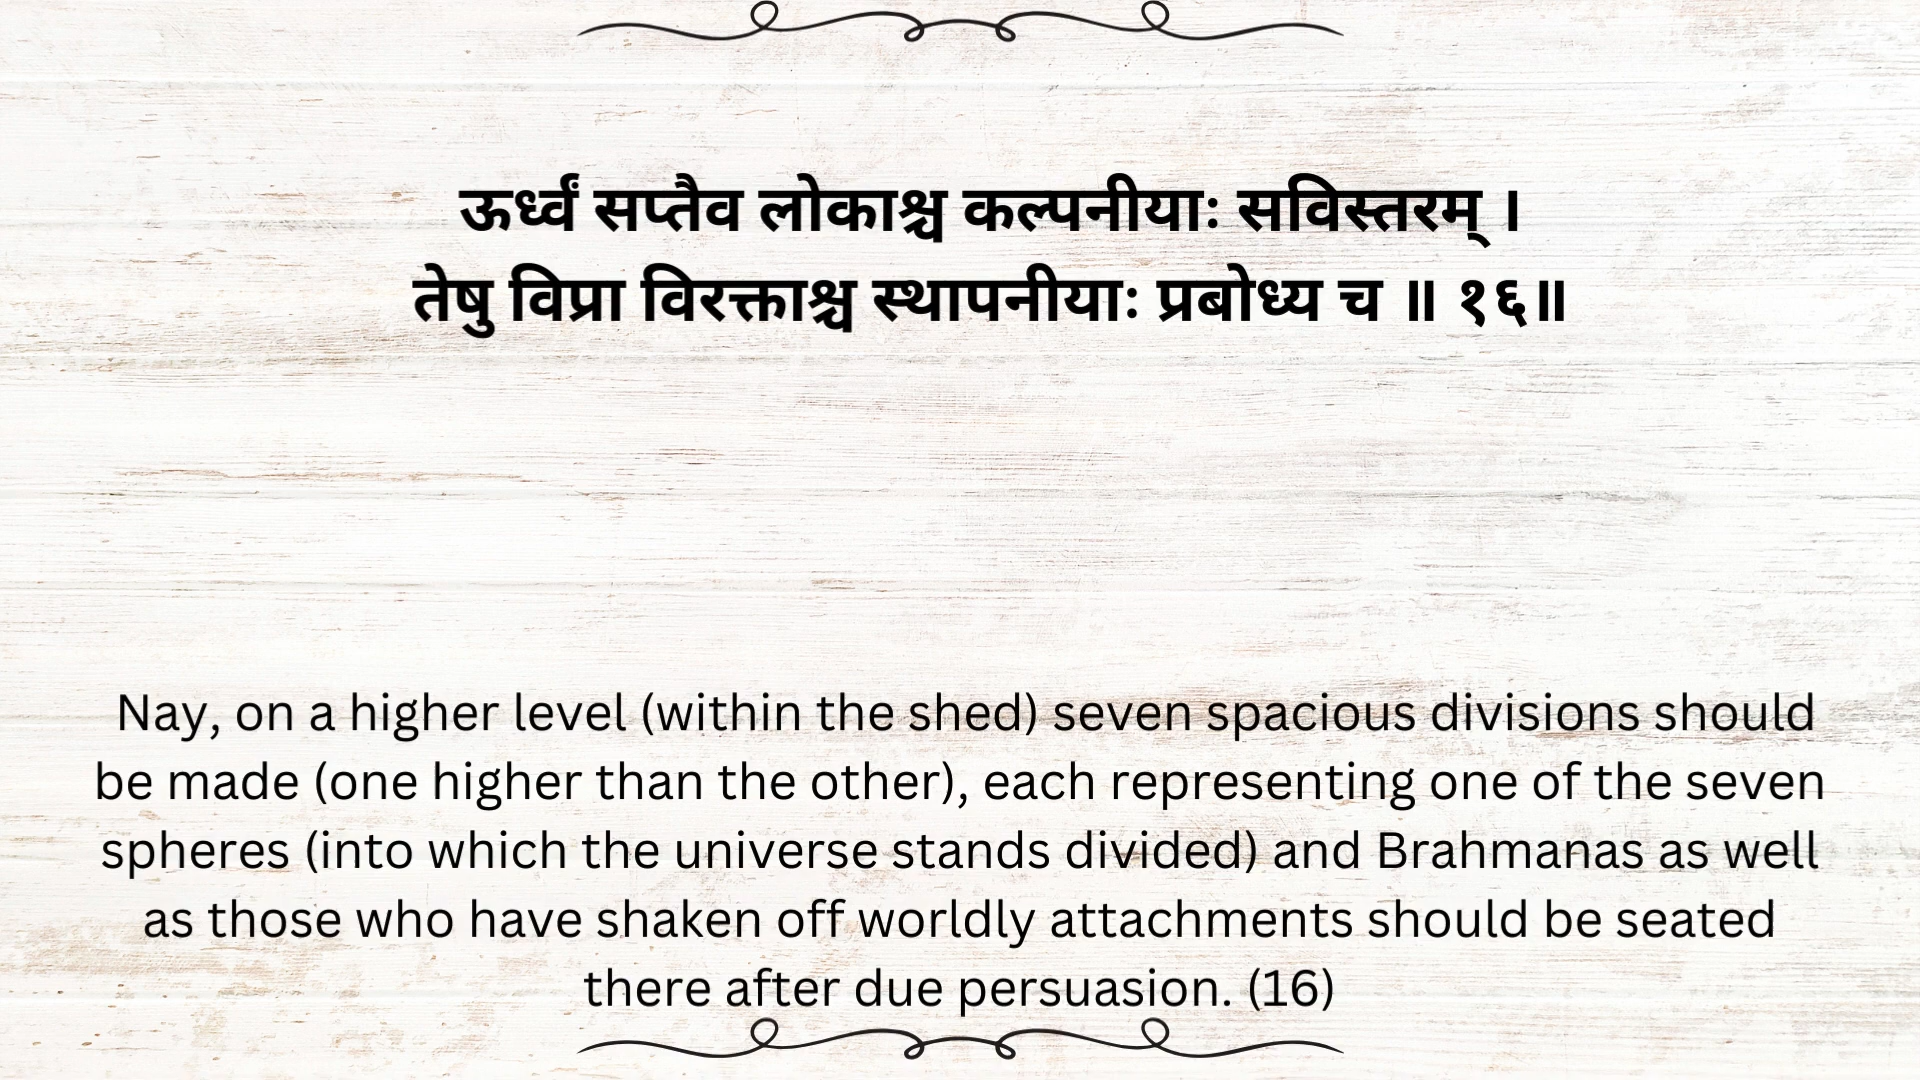 ऊर्ध्वं सप्तैव लोकाश्च कल्पनीयाः सविस्तरम् ।
तेषु विप्रा विरक्ताश्च स्थापनीयाः प्रबोध्य च ॥ १६॥
Nay, on a higher level (within the shed) seven spacious divisions should
be made (one higher than the other), each representing one of the seven
spheres (into which the universe stands divided) and Brahmanas as well
as those who have shaken off worldly attachments should be seated
there after due persuasion. (16)